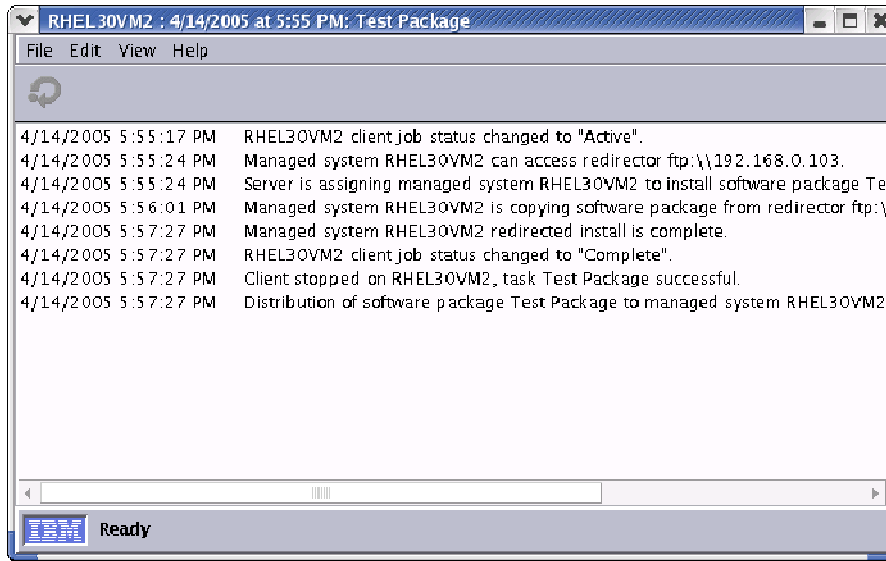 RHEL30VM2 : 4/14/2005 at 5:55 PM: Test Package
File Edit View Help
4/14/2005 5:55:17 PM RHEL30VM2 client job status changed to "Active".
4/14/2005 5:55:24 PM Managed system RHEL30VM2 can access redirector ftp:\\192.168.0.103.
4/14/2005 5:55:24 PM Server is assigning managed system RHEL30VM2 to install software package Te
4/14/2005 5:56:01 PM Managed system RHEL30VM2 is copying software package from redirector ftp:\
4/14/2005 5:57:27 PM Managed system RHEL30VM2 redirected install is complete.
4/14/2005 5:57:27 PM RHEL30VM2 client job status changed to "Complete".
4/14/2005 5:57:27 PM Client stopped on RHEL30VM2, task Test Package successful.
4/14/2005 5:57:27 PM Distribution of software package Test Package to managed system RHEL30VM2
IBM Ready